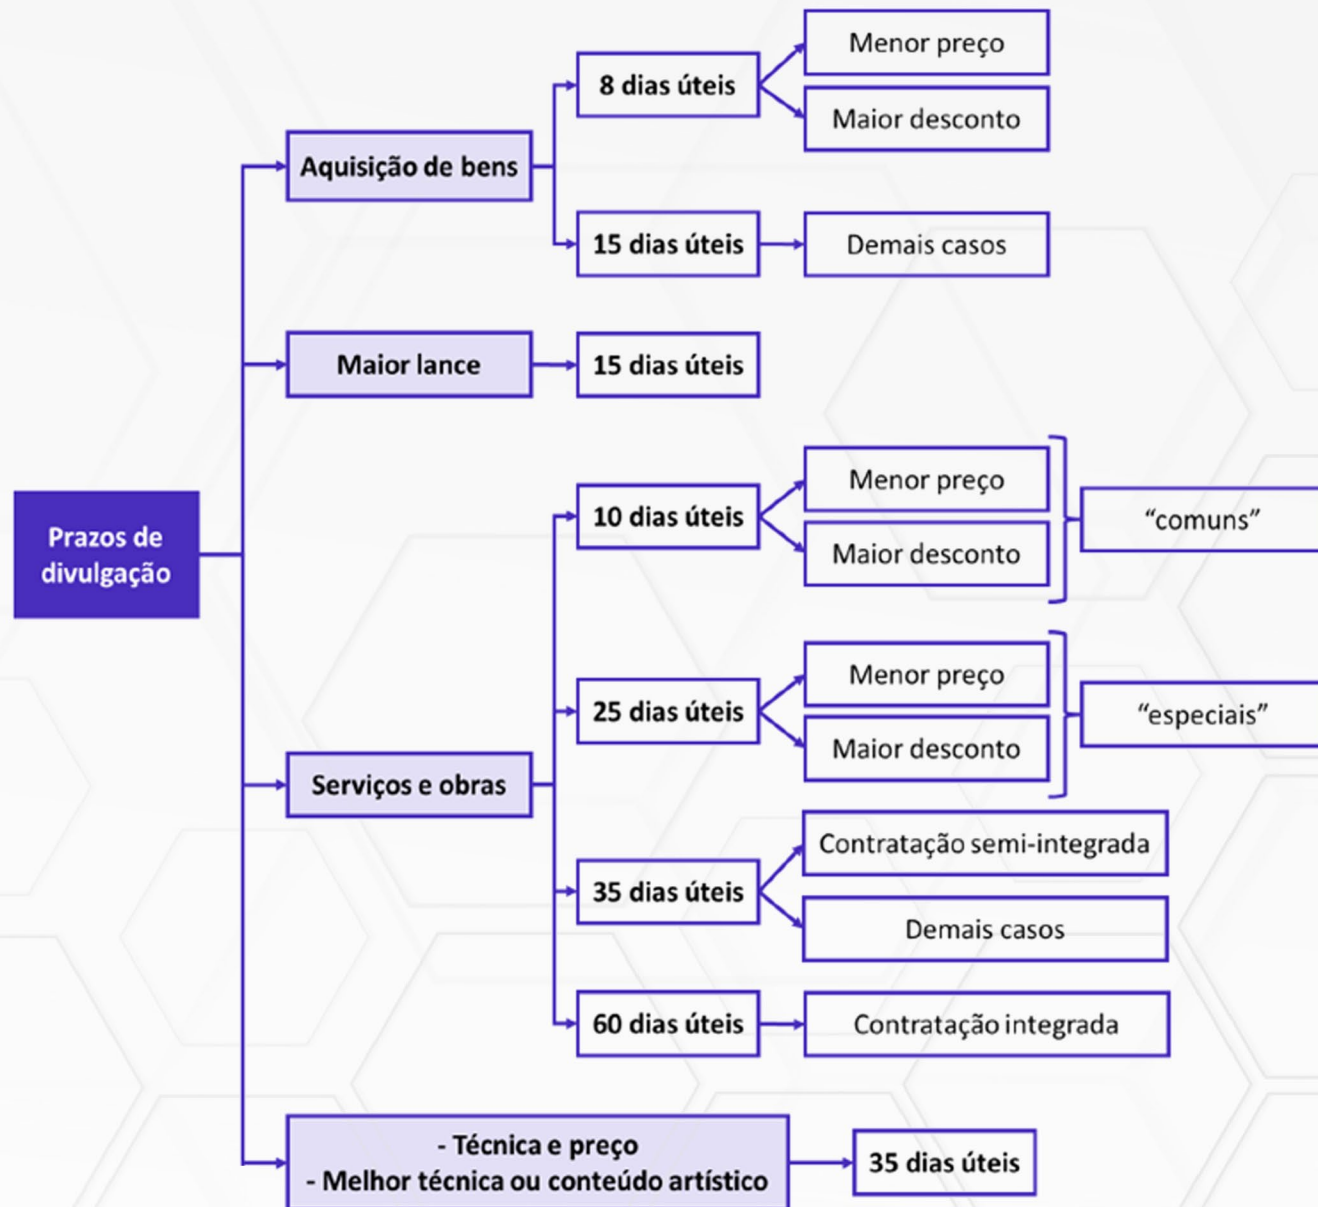 Prazos de
divulgação
Aquisição de bens
8 dias úteis
Menor preço
Maior desconto
15 dias úteis
Demais casos
Maior lance
15 dias úteis
Serviços e obras
10 dias úteis
Menor preço
Maior desconto
“comuns”
25 dias úteis
Menor preço
Maior desconto
“especiais”
35 dias úteis
Contratação semi-integrada
Demais casos
60 dias úteis
Contratação integrada
- Técnica e preço
- Melhor técnica ou conteúdo artístico
35 dias úteis